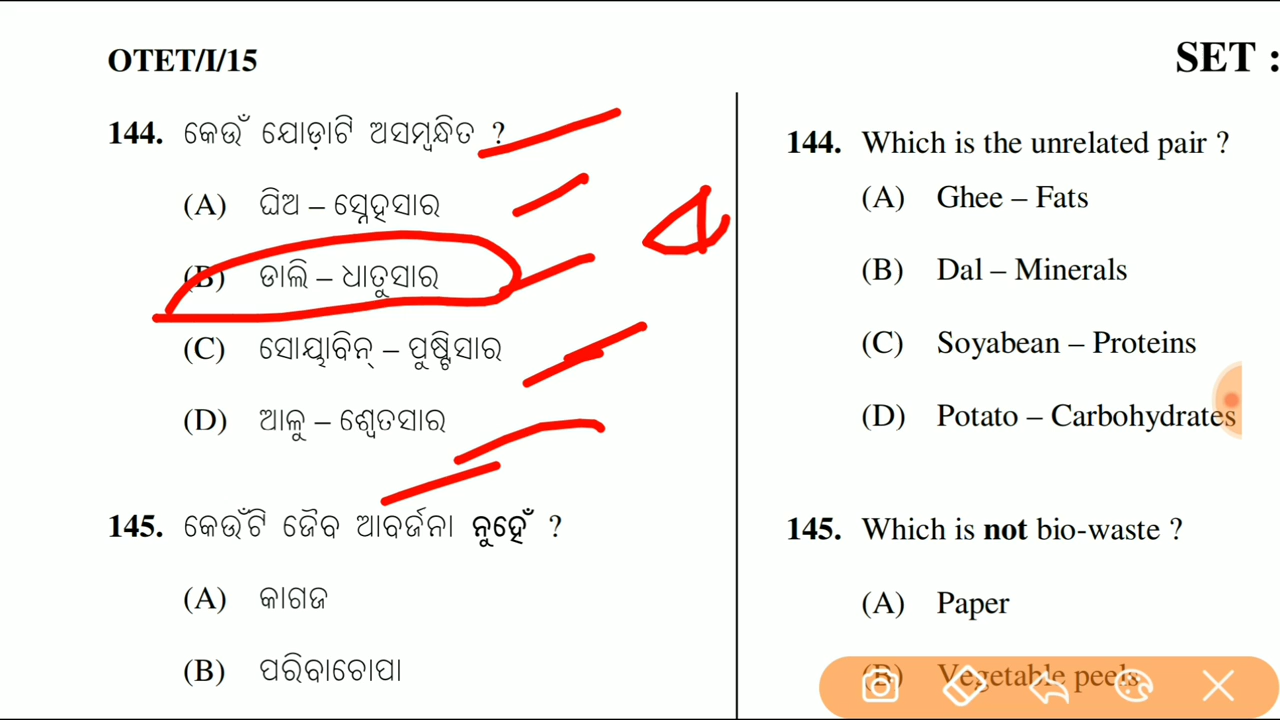 OTET/I/15
SET :
144. କେଉଁ ଯୋଡ଼ାଟି ଅସମ୍ବନ୍ଧିତ ?
(A) ଘିଅ – ସ୍ନେହସାର
(B) ଡାଲି – ଧାତୁସାର
(C) ସୋୟାବିନ୍ – ପୁଷ୍ଟିସାର
(D) ଆଳୁ – ଶ୍ଵେତସାର
145. କେଉଁଟି ଜୈବ ଆବର୍ଜନା ନୁହେଁ ?
(A) କାଗଜ
(B) ପରିବାଚୋପା
144. Which is the unrelated pair ?
(A) Ghee – Fats
(B) Dal – Minerals
(C) Soyabean – Proteins
(D) Potato – Carbohydrates
145. Which is not bio-waste ?
(A) Paper
(B) Vegetable peels